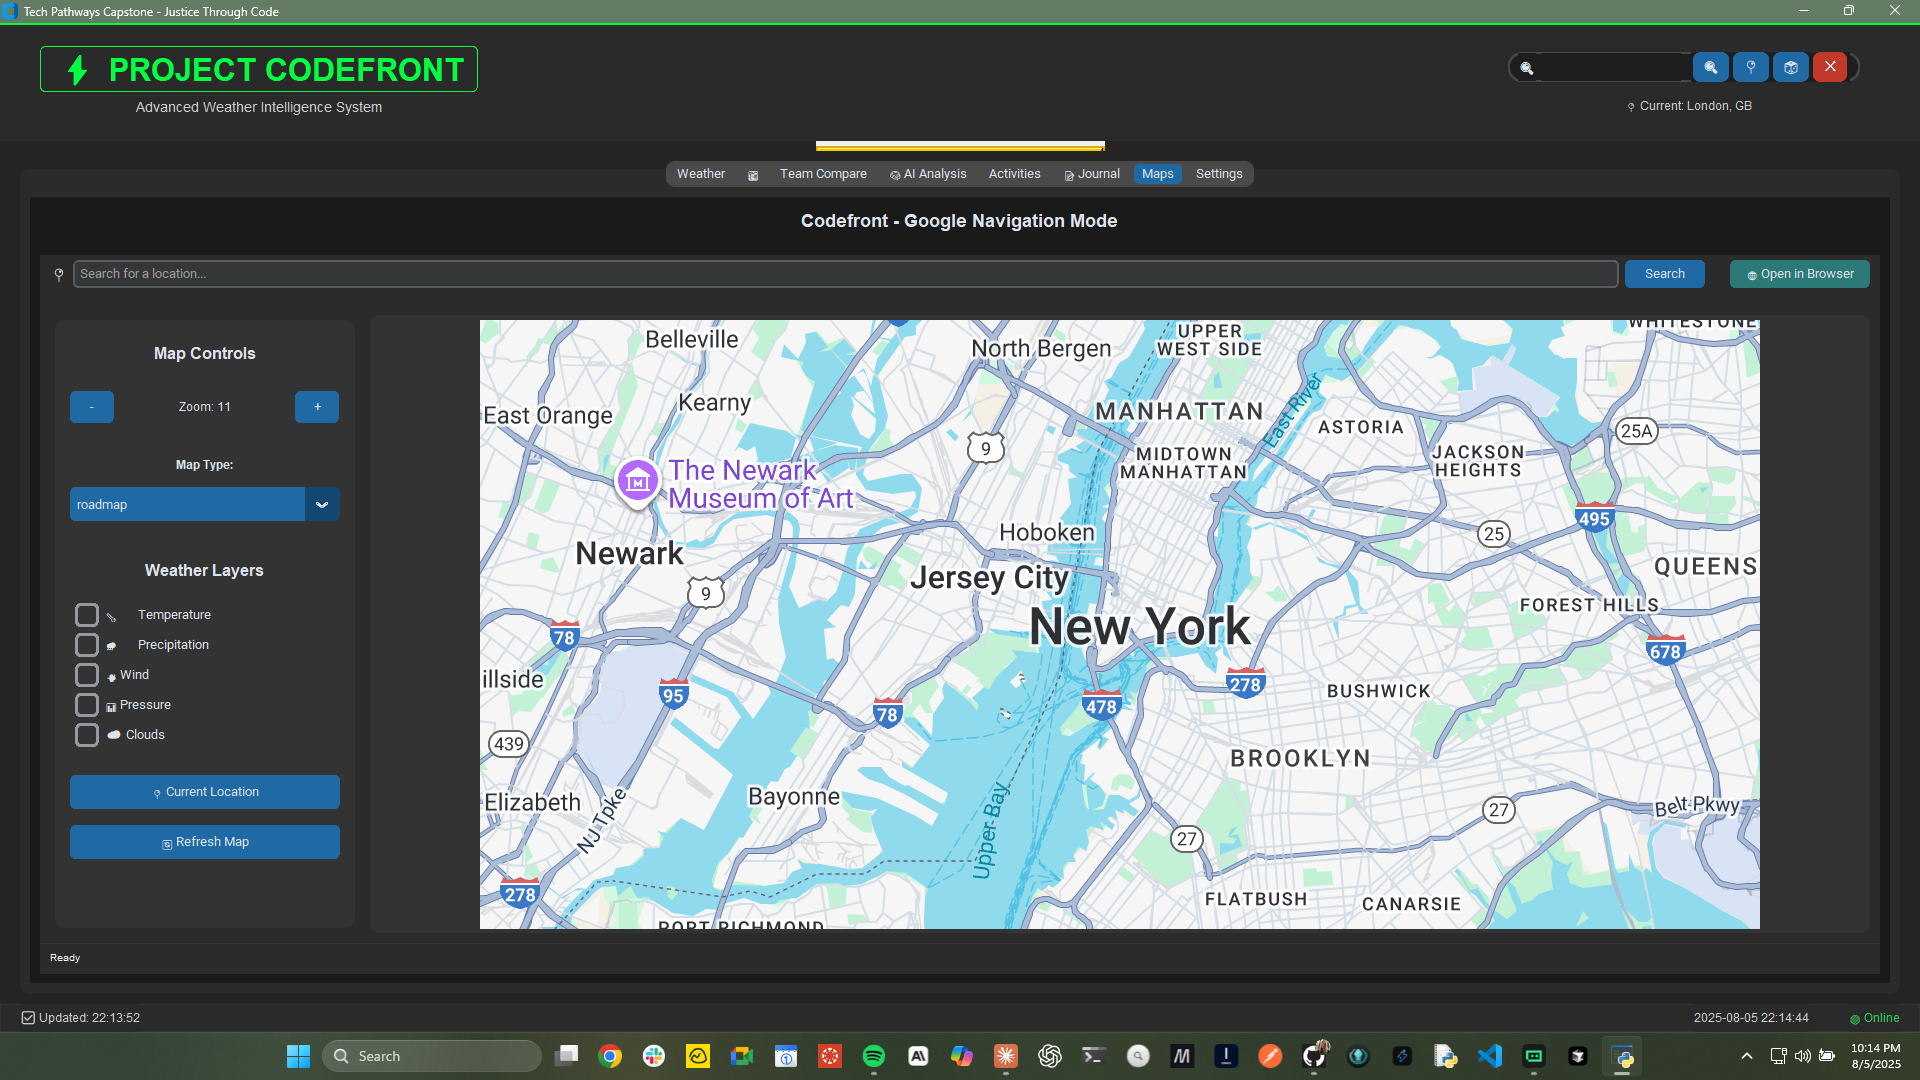 Tech Pathways Capstone - Justice Through Code
PROJECT CODEFRONT
Advanced Weather Intelligence System
Current: London, GB
Weather
Team Compare
AI Analysis
Activities
Journal
Maps
Settings
Codefront - Google Navigation Mode
Search for a location...
Search
Open in Browser
Map Controls
-
Zoom: 11
+
Map Type:
roadmap
Weather Layers
Temperature
Precipitation
Wind
Pressure
Clouds
Current Location
Refresh Map
Belleville
North Bergen
UPPER
WEST SIDE
WHITESTONE
East Orange
Kearny
MANHATTAN
East River
ASTORIA
25A
9
MIDTOWN
MANHATTAN
JACKSON
HEIGHTS
The Newark
Museum of Art
Hoboken
495
25
Newark
Jersey City
QUEENS
9
New York
FOREST HILLS
78
678
illside
95
278
BUSHWICK
78
478
439
BROOKLYN
Elizabeth
NJ Tpke
Bayonne
Upper Bay
27
Belt Pkwy
27
278
FLATBUSH
CANARSIE
PORT RICHMOND
Ready
Updated: 22:13:52
2025-08-05 22:14:44
Online
Search
10:14 PM
8/5/2025